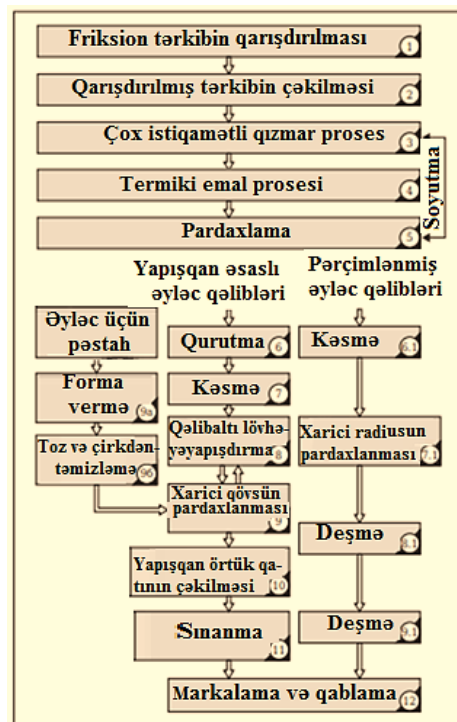 Friksion tərkibin qarışdırılması
1
Qarışdırılmış tərkibin çəkilməsi
2
Çox istiqamətli qızmar proses
3
Termiki emal prosesi
4
Pardaxlama
5
Soyutma
Yapışqan əsaslı
əyləc qəlibləri
Pərçimlənmiş
əyləc qəlibləri
Əyləc üçün
pəstah
Qurutma
6
Kəsmə
6.1
Forma
vermə
9a
Kəsmə
7
Toz və çirkdən-
təmizləmə
9б
Qəlibaltı lövhə-
yəyapışdırma
8
Xarici radiusun
pardaxlanması
7.1
Xarici qövsün
pardaxlanması
9
Deşmə
8.1
Yapışqan örtük qa-
tının çəkilməsi
10
Sınanma
11
Deşmə
9.1
Markalama və qablama
12